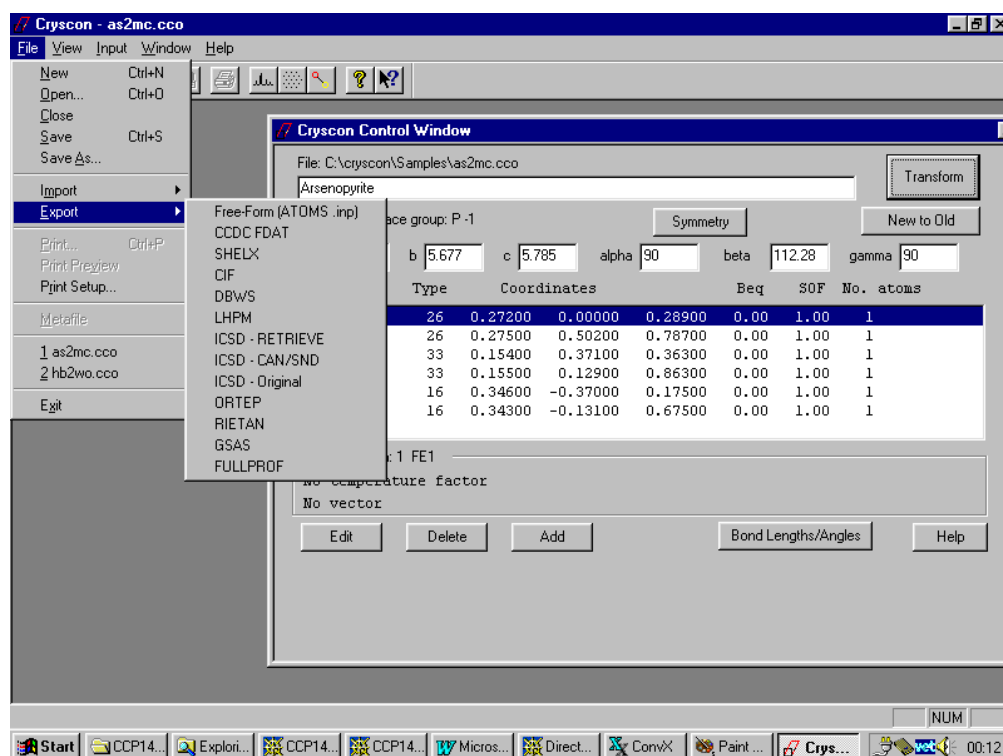 Cryscon - as2mc.cco
File View Input Window Help
New Ctrl+N
Open... Ctrl+O
Close
Save Ctrl+S
Save As...
Import
Export
Print... Ctrl+P
Print Preview
Print Setup...
Metafile
1 as2mc.cco
2 hb2wo.cco
Exit
Free-Form (ATOMS .inp)
CCDC FDAT
SHELX
CIF
DBWS
LHPM
ICSD - RETRIEVE
ICSD - CAN/SND
ICSD - Original
ORTEP
RIETAN
GSAS
FULLPROF
Cryscon Control Window
File: C:\cryscon\Samples\as2mc.cco
Transform
Arsenopyrite
ace group: P -1 Symmetry New to Old
b 5.677 c 5.785 alpha 90 beta 112.28 gamma 90
Type Coordinates Beq SOF No. atoms
26 0.27200 0.00000 0.28900 0.00 1.00 1
26 0.27500 0.50200 0.78700 0.00 1.00 1
33 0.15400 0.37100 0.36300 0.00 1.00 1
33 0.15500 0.12900 0.86300 0.00 1.00 1
16 0.34600 -0.37000 0.17500 0.00 1.00 1
16 0.34300 -0.13100 0.67500 0.00 1.00 1
1 FE1
No temperature factor
No vector
Edit Delete Add Bond Lengths/Angles Help
NUM
Start CCP14... Explori... CCP14... CCP14... Micros... Direct... ConvX Paint ... Crys... 00:12